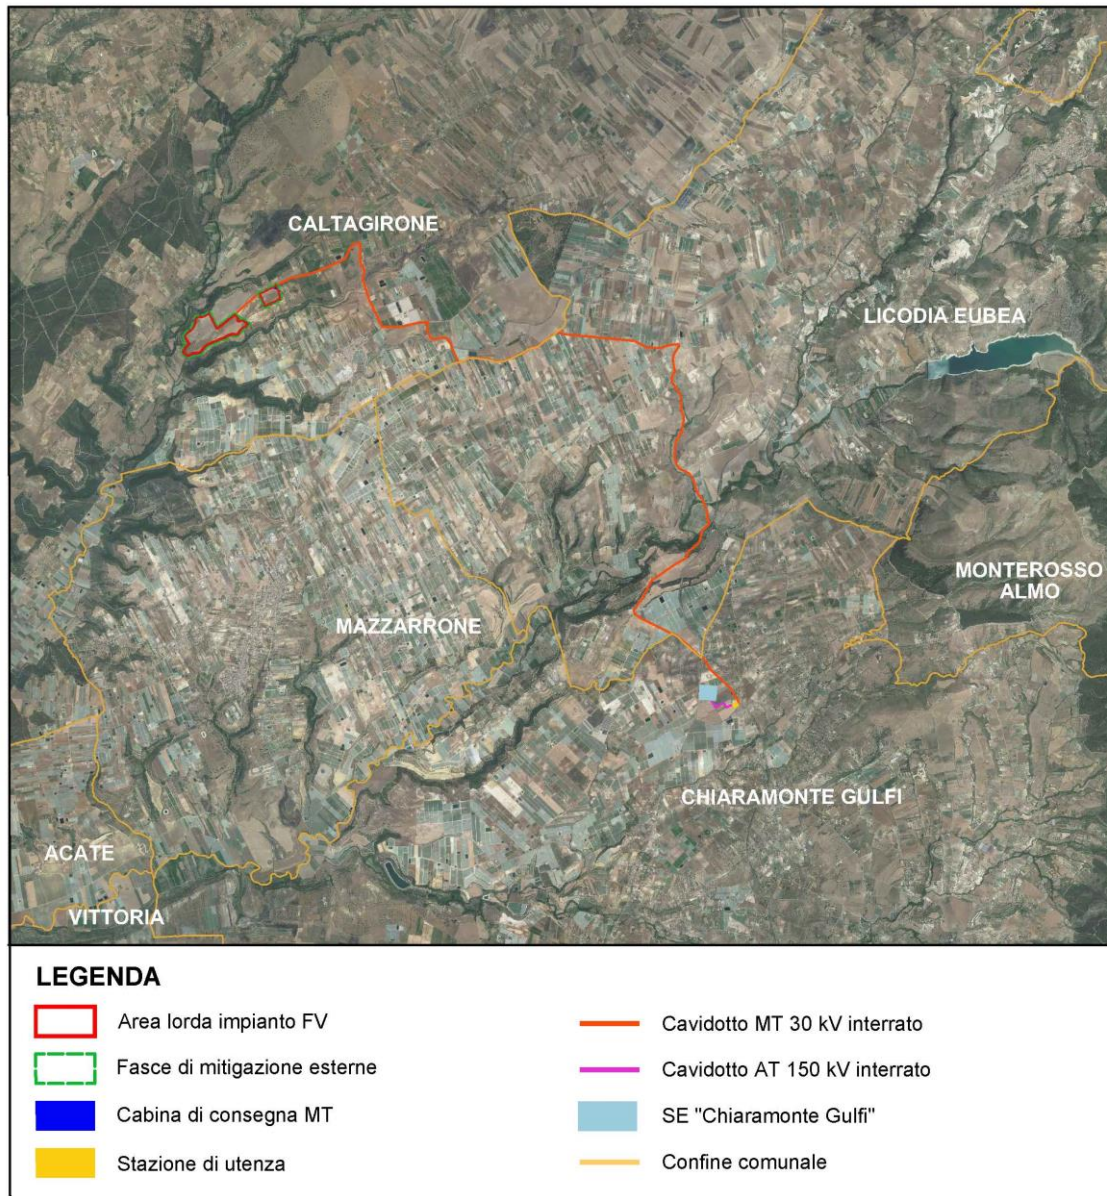 CALTAGIRONE
LICODIA EUBEA
MONTEROSSO
ALMO
MAZZARRONE
CHIARAMONTE GULFI
ACATE
VITTORIA
LEGENDA
Area lorda impianto FV
Fasce di mitigazione esterne
Cabina di consegna MT
Stazione di utenza
Cavidotto MT 30 kV interrato
Cavidotto AT 150 kV interrato
SE "Chiaramonte Gulfi"
Confine comunale